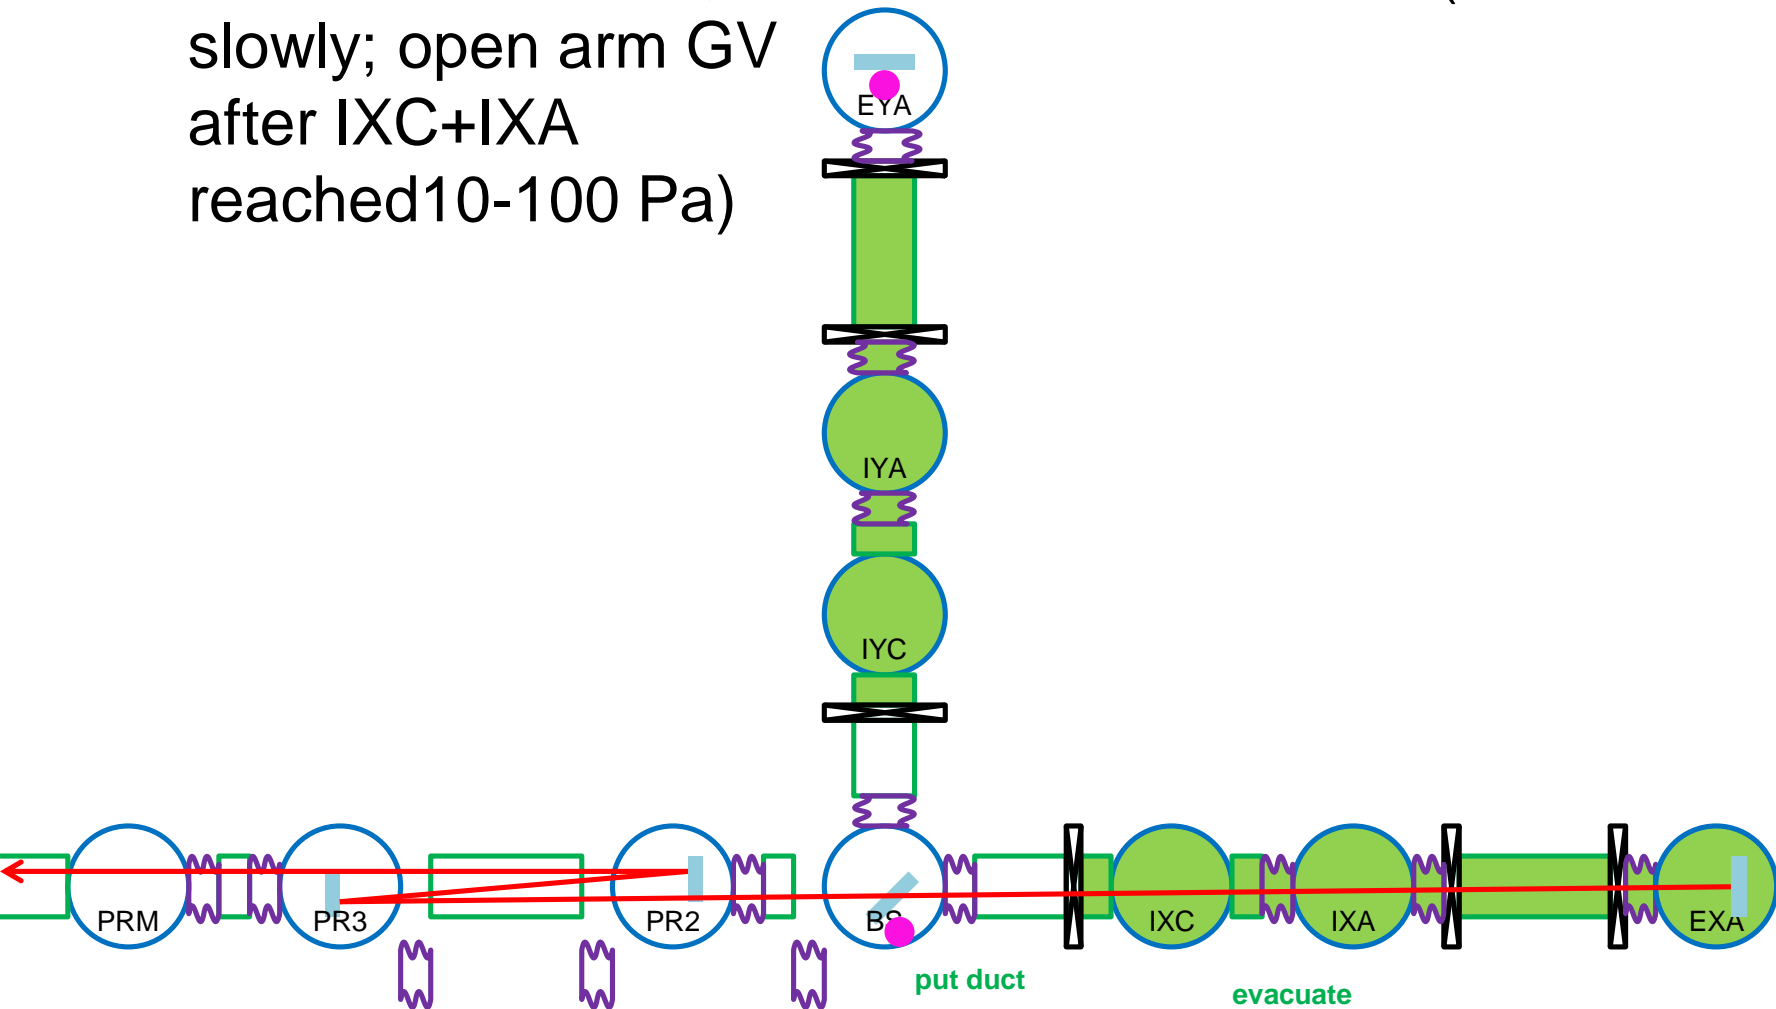 slowly; open arm GV
after IXC+IXA
reached10-100 Pa)
EYA
IYA
IYC
PRM
PR3
PR2
BS
IXC
IXA
EXA
put duct
evacuate